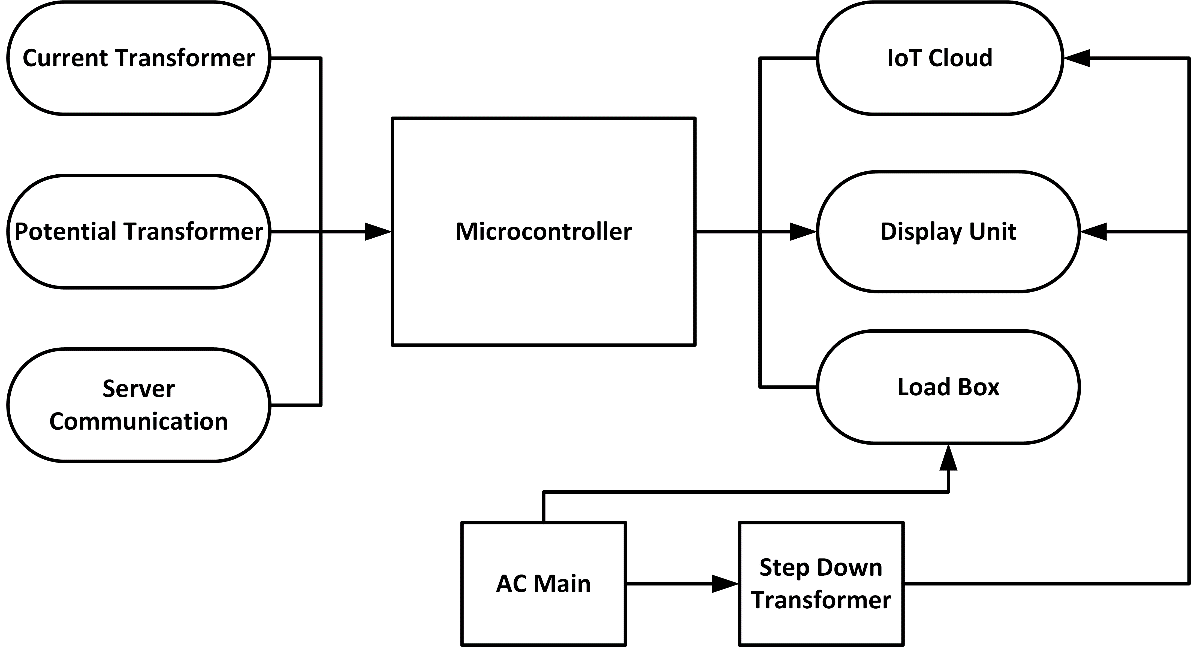 Current Transformer
IoT Cloud
Potential Transformer
Microcontroller
Display Unit
Server
Communication
Load Box
AC Main
Step Down
Transformer